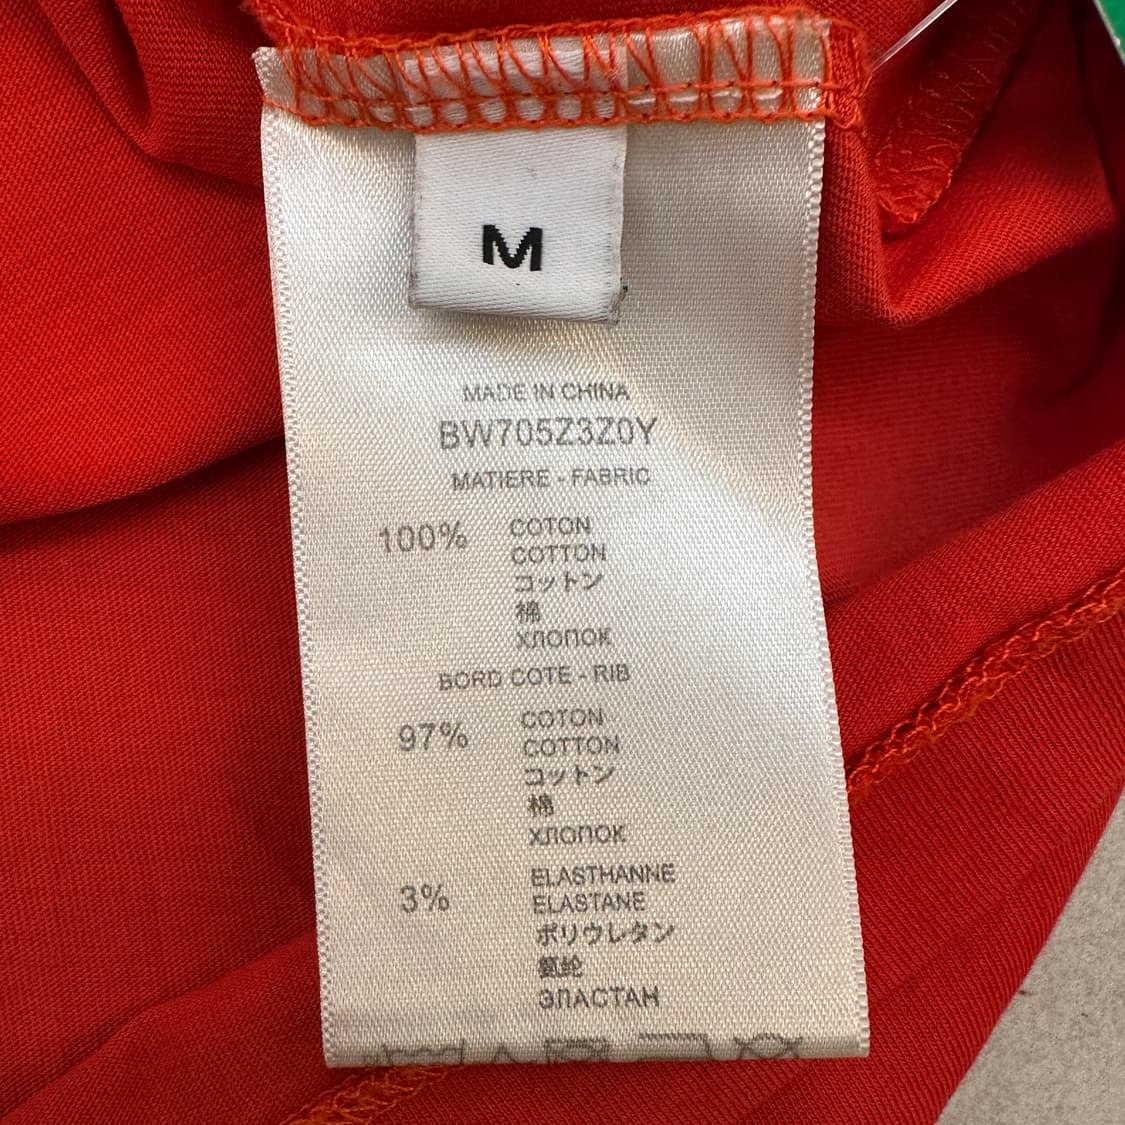 M
MADE IN CHINA
BW705Z3Z0Y
MATIERE - FABRIC
100% COTON
COTTON
コットン
棉
ХЛОПОК
BORD COTE - RIB
97% COTON
COTTON
コットン
棉
ХЛОПОК
3% ELASTHANNE
ELASTANE
ポリウレタン
氨纶
ЭЛАСТАН